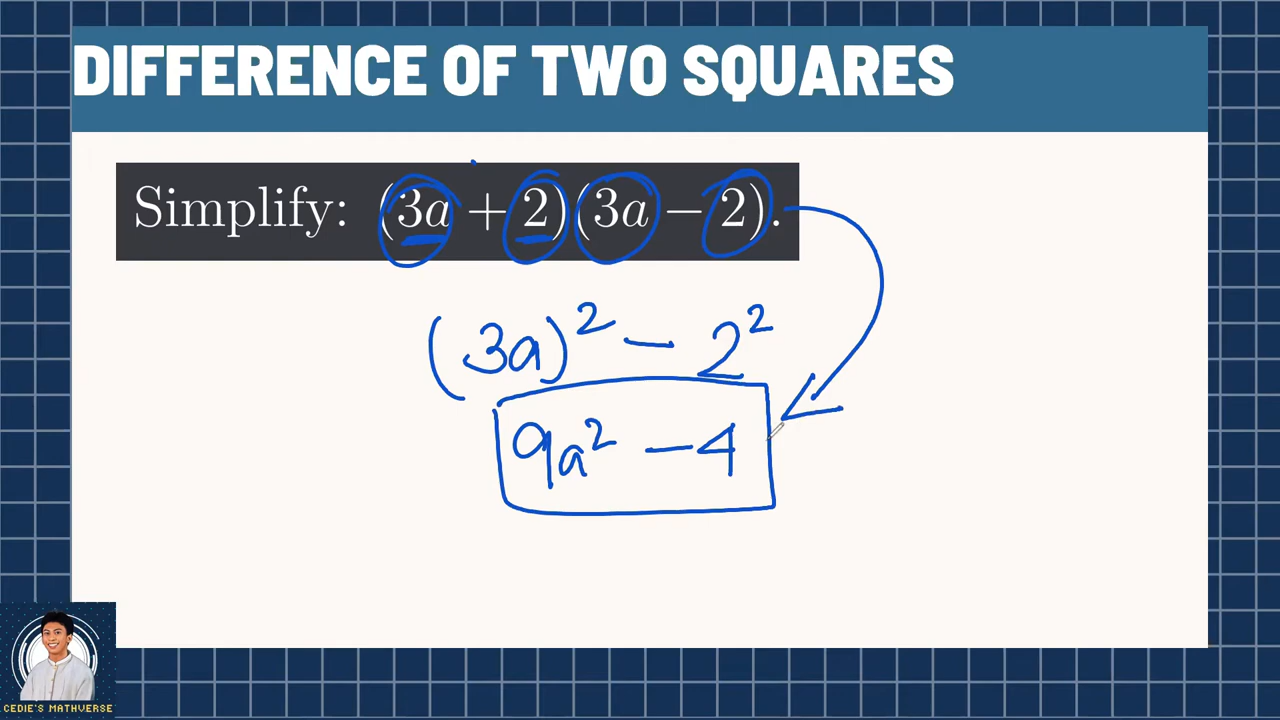 DIFFERENCE OF TWO SQUARES
Simplify: (3a + 2)(3a − 2).
(3a)² − 2²
9a² − 4
CEDIE'S MATHVERSE